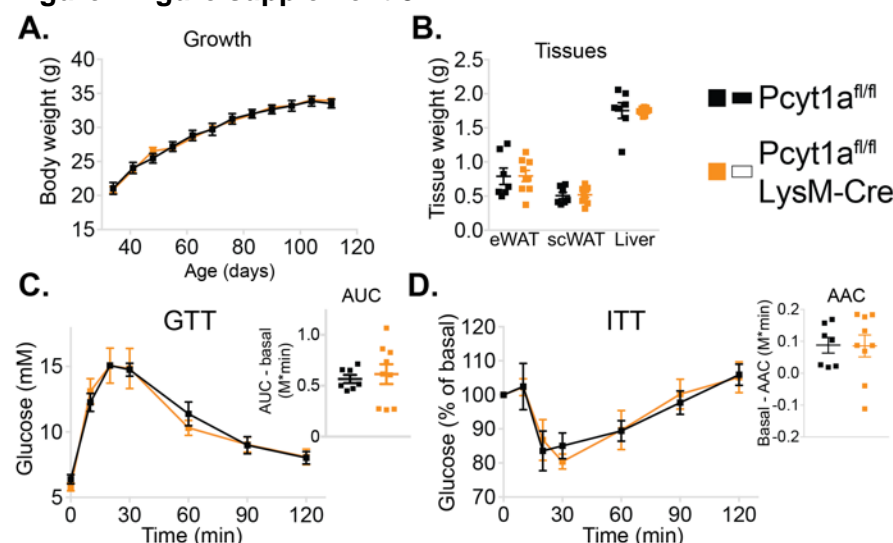 A.
Growth
Body weight (g)
40
35
30
25
20
15
40
60
80
100
120
Age (days)
B.
Tissues
Tissue weight (g)
2.5
2.0
1.5
1.0
0.5
0.0
eWAT
scWAT
Liver
Pcyt1a^fl/fl
Pcyt1a^fl/fl
LysM-Cre
C.
GTT
Glucose (mM)
15
10
5
0
30
60
90
120
Time (min)
AUC
AUC - basal
(M*min)
1.0
0.5
0
D.
ITT
Glucose (% of basal)
120
110
100
90
80
70
0
30
60
90
120
Time (min)
AAC
Basal - AAC (M*min)
0.2
0.1
0.0
-0.1
-0.2